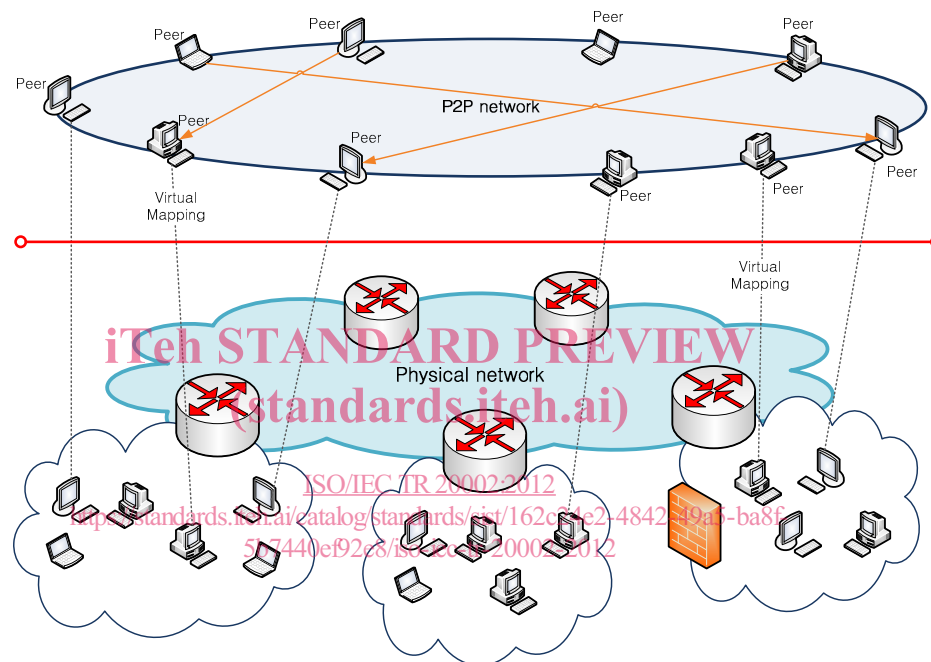 Peer
Peer
Peer
Peer
Peer
P2P network
Peer
Peer
Peer
Peer
Peer
Virtual
Mapping
Virtual
Mapping
iTeh STANDARD PREVIEW
Physical network
(standards.iteh.ai)
ISO/IEC TR 20002:2012